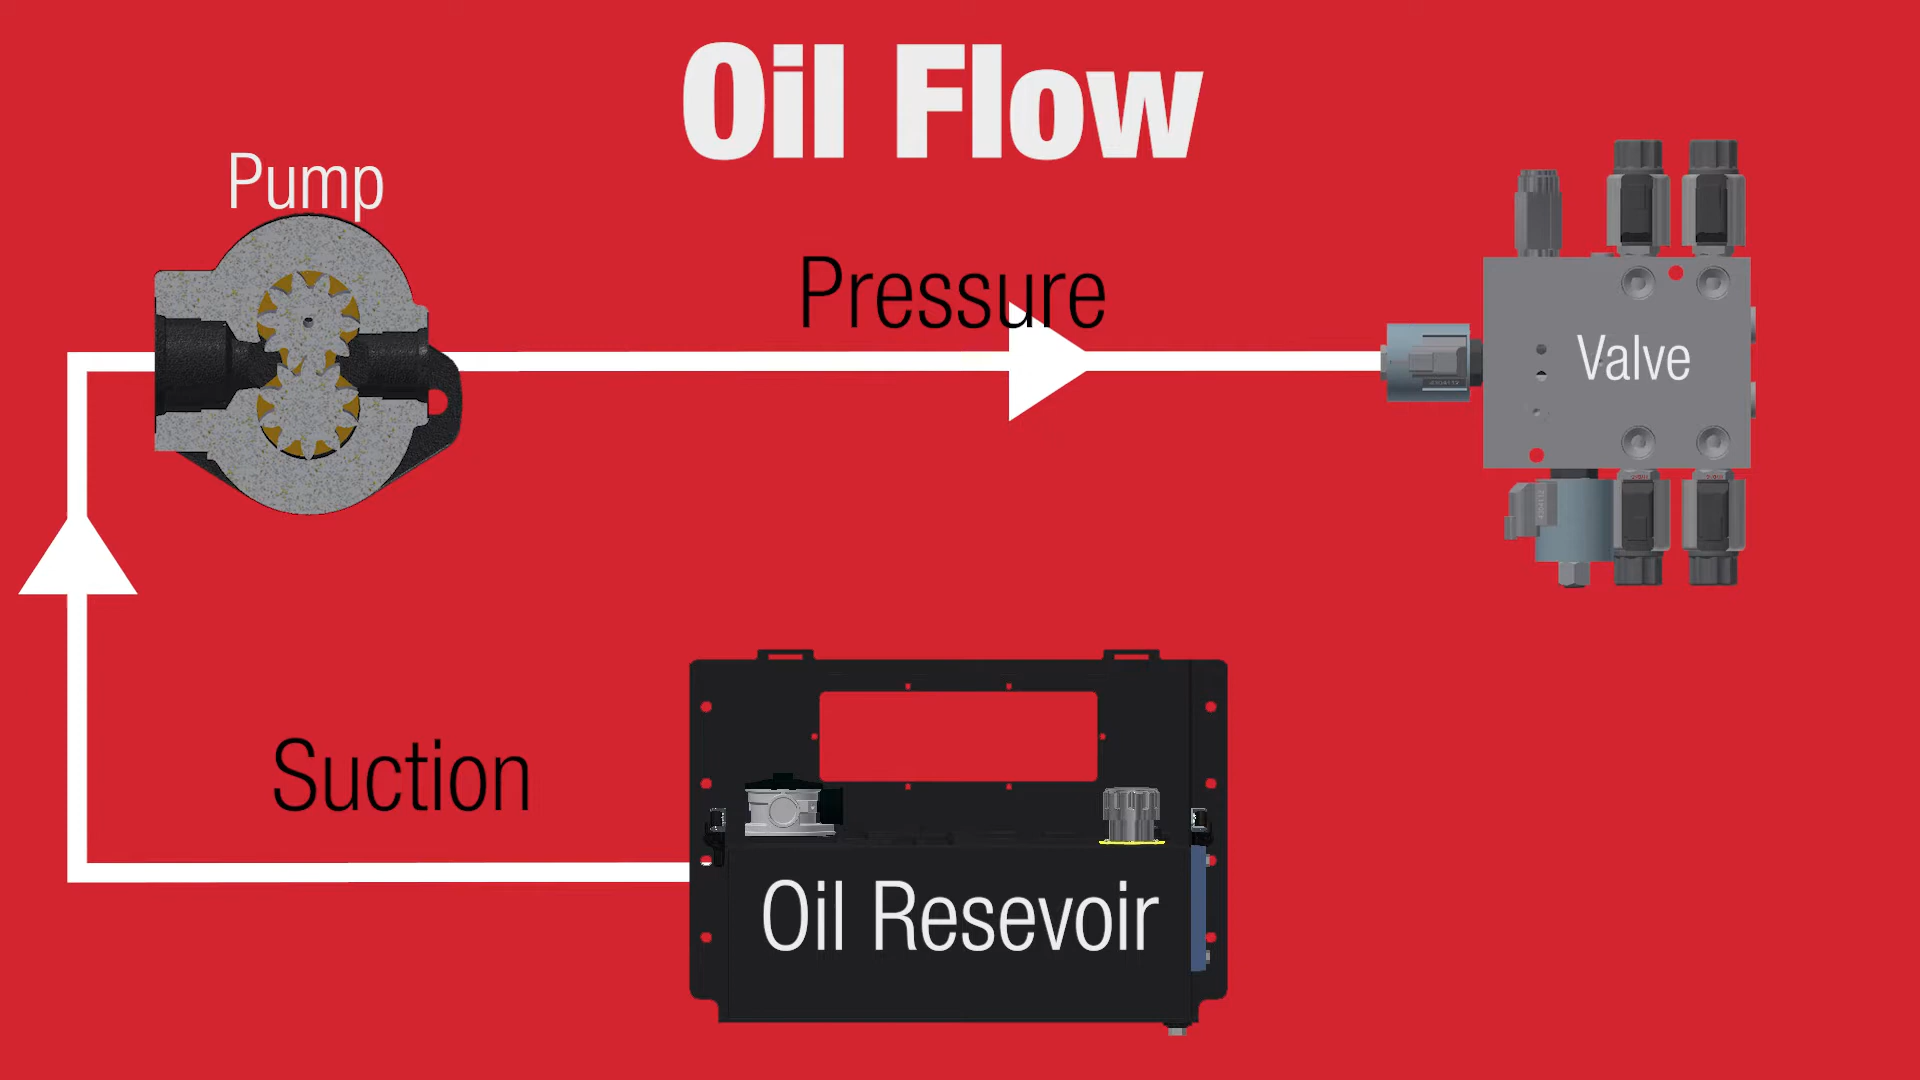 Oil Flow
Pump
Pressure
Valve
Suction
Oil Resevoir